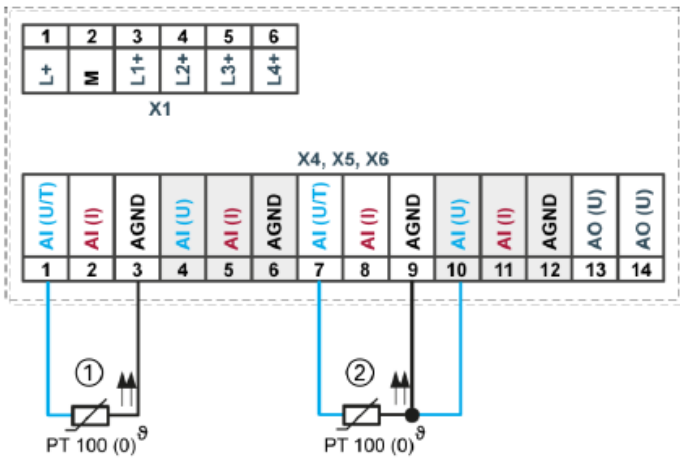 1 2 3 4 5 6
L+ M L1+ L2+ L3+ L4+
X1
X4, X5, X6
AI (U/T) AI (I) AGND AI (U) AI (I) AGND AI (U/T) AI (I) AGND AI (U) AI (I) AGND AO (U) AO (U)
1 2 3 4 5 6 7 8 9 10 11 12 13 14
1 2
PT 100 (0) ϑ PT 100 (0) ϑ